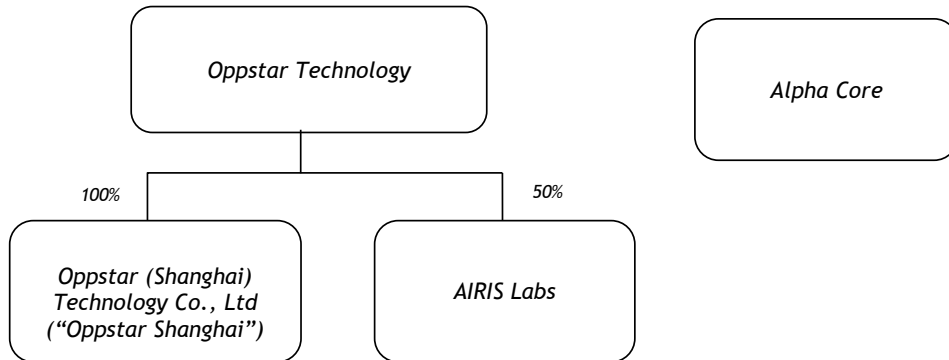 Oppstar Technology
Alpha Core
100%
50%
Oppstar (Shanghai)
Technology Co., Ltd
(“Oppstar Shanghai”)
AIRIS Labs